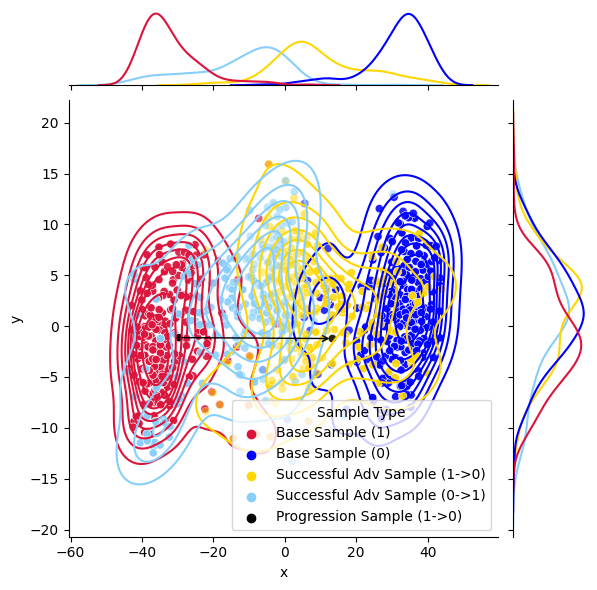 20
15
10
5
0
−5
−10
−15
−20
y
−60
−40
−20
0
20
40
x
Sample Type
Base Sample (1)
Base Sample (0)
Successful Adv Sample (1->0)
Successful Adv Sample (0->1)
Progression Sample (1->0)